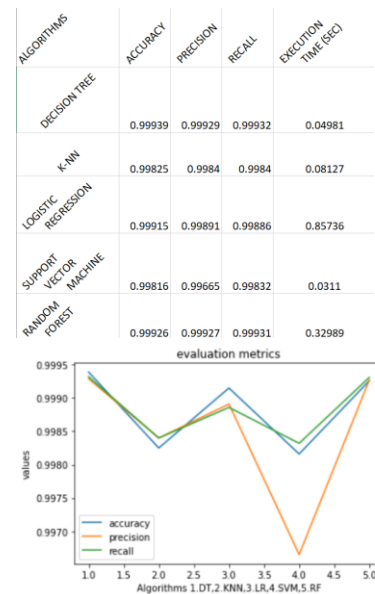 ALGORITHMS ACCURACY PRECISION RECALL EXECUTION TIME (SEC)
DECISION TREE 0.99939 0.99929 0.99932 0.04981
K-NN 0.99825 0.9984 0.9984 0.08127
LOGISTIC REGRESSION 0.99915 0.99891 0.99886 0.85736
SUPPORT VECTOR MACHINE 0.99816 0.99665 0.99832 0.0311
RANDOM FOREST 0.99926 0.99927 0.99931 0.32989
evaluation metrics
0.9995
0.9990
0.9985
0.9980
0.9975
0.9970
values
accuracy
precision
recall
1.0 1.5 2.0 2.5 3.0 3.5 4.0 4.5 5.0
Algorithms 1.DT,2.KNN,3.LR,4.SVM,5.RF